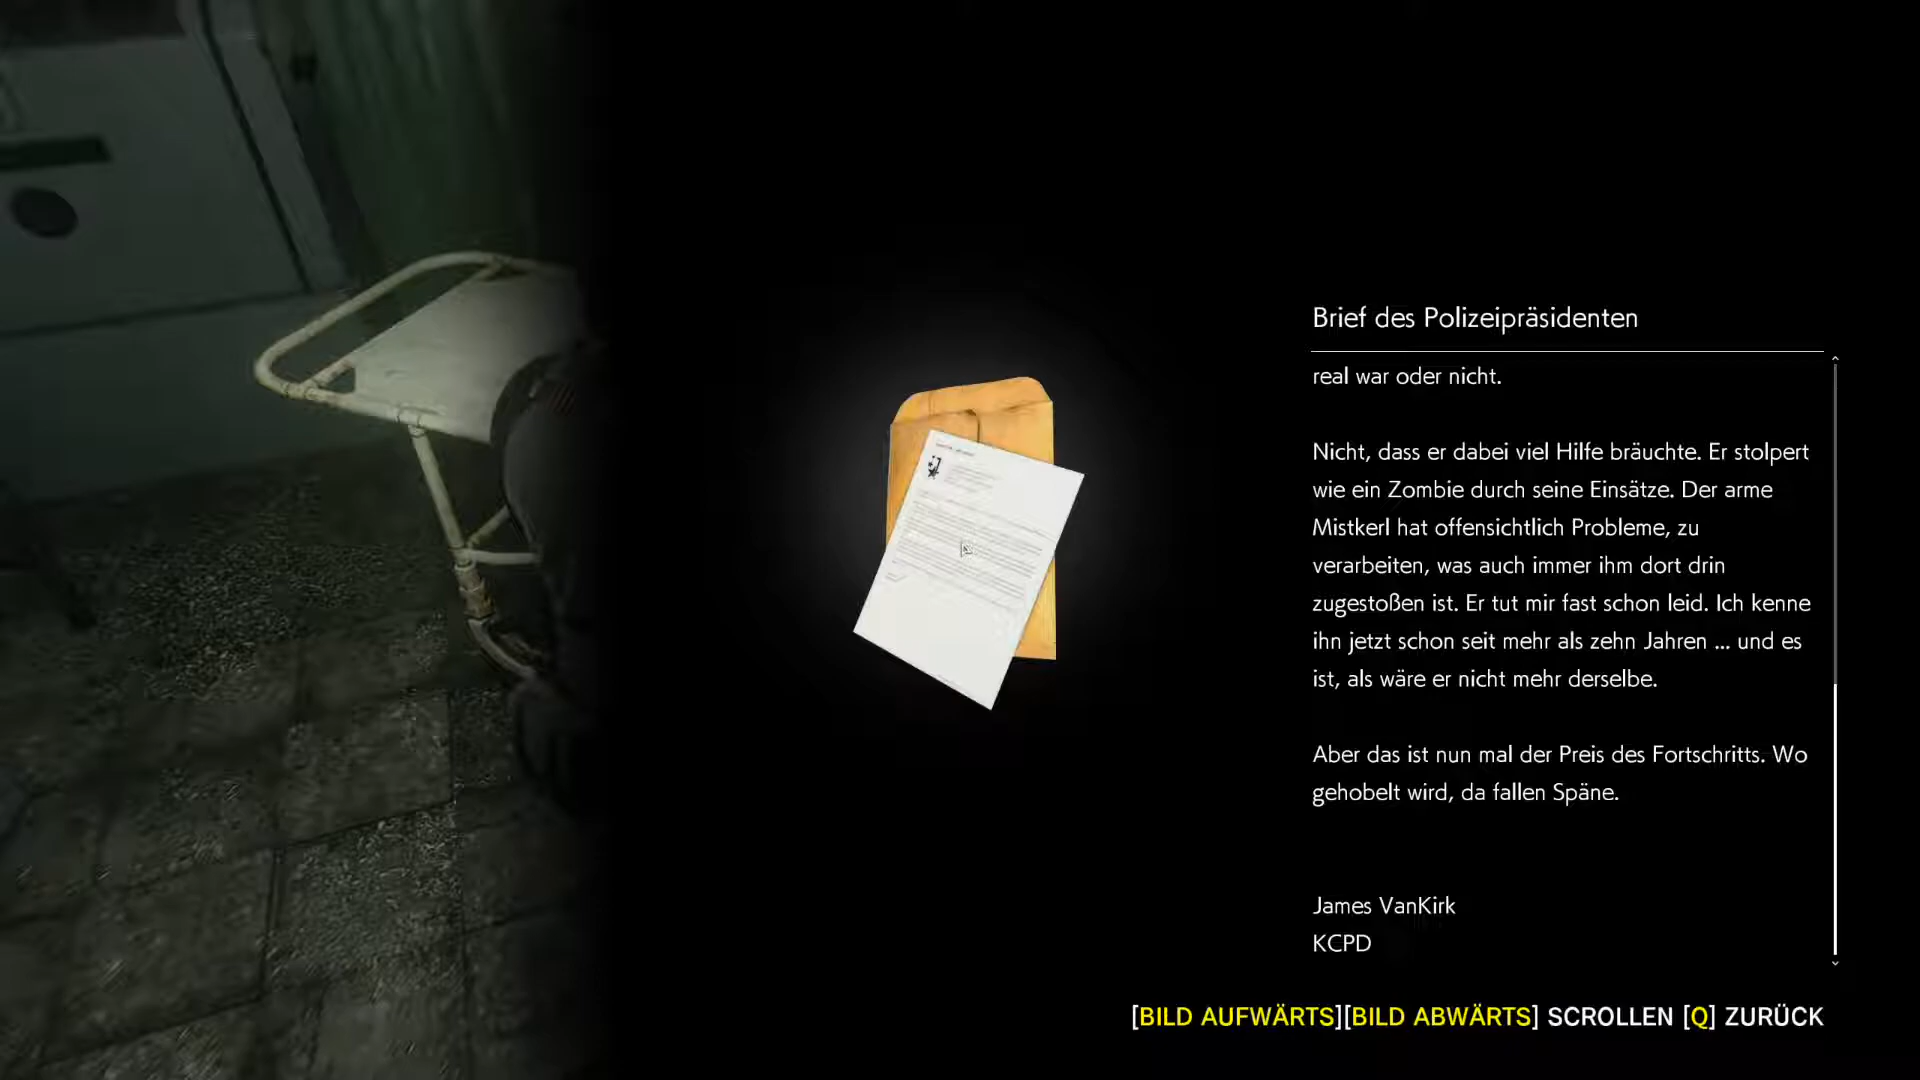 Brief des Polizeipräsidenten
real war oder nicht.
Nicht, dass er dabei viel Hilfe bräuchte. Er stolpert
wie ein Zombie durch seine Einsätze. Der arme
Mistkerl hat offensichtlich Probleme, zu
verarbeiten, was auch immer ihm dort drin
zugestoßen ist. Er tut mir fast schon leid. Ich kenne
ihn jetzt schon seit mehr als zehn Jahren ... und es
ist, als wäre er nicht mehr derselbe.
Aber das ist nun mal der Preis des Fortschritts. Wo
gehobelt wird, da fallen Späne.
James VanKirk
KCPD
[BILD AUFWÄRTS][BILD ABWÄRTS] SCROLLEN [Q] ZURÜCK